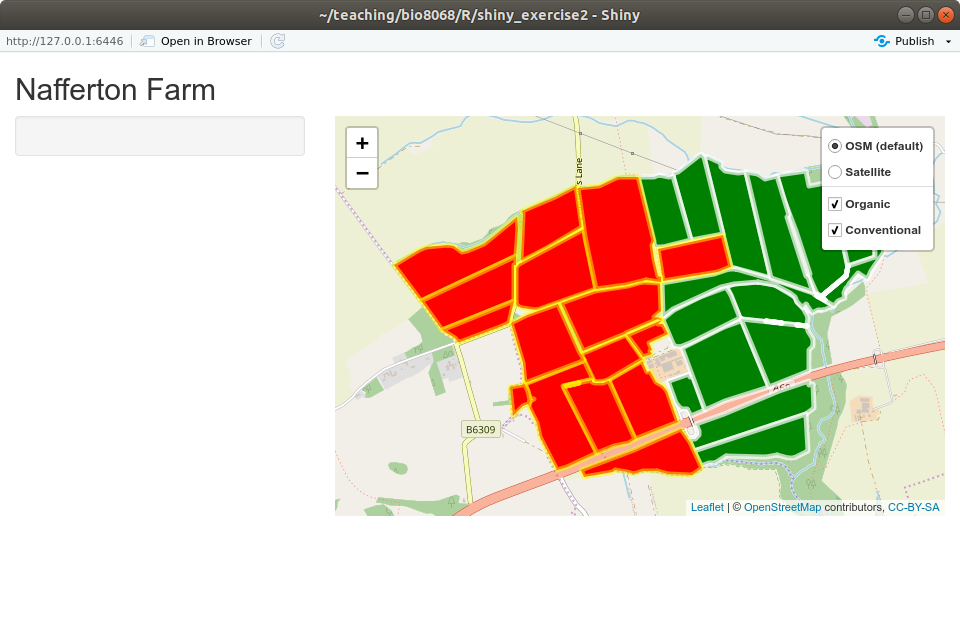 ~/teaching/bio8068/R/shiny_exercise2 - Shiny
http://127.0.0.1:6446 Open in Browser Publish
Nafferton Farm
+
−
s Lane
OSM (default)
Satellite
Organic
Conventional
B6309
Leaflet | © OpenStreetMap contributors, CC-BY-SA